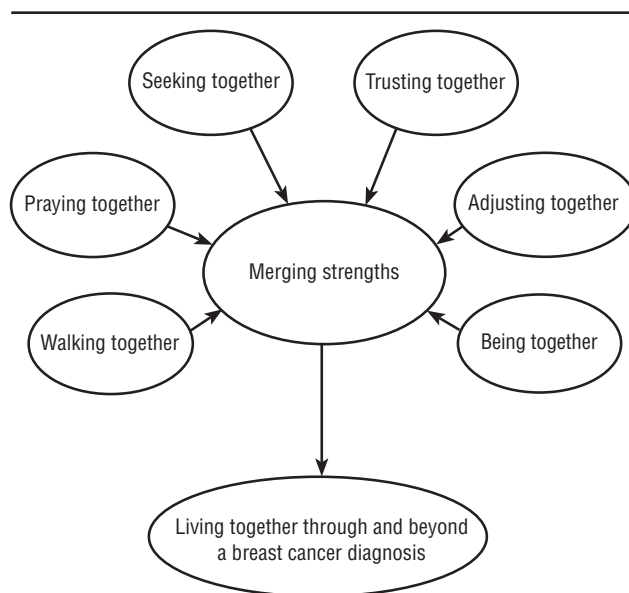 Seeking together
Trusting together
Praying together
Adjusting together
Merging strengths
Walking together
Being together
Living together through and beyond
a breast cancer diagnosis